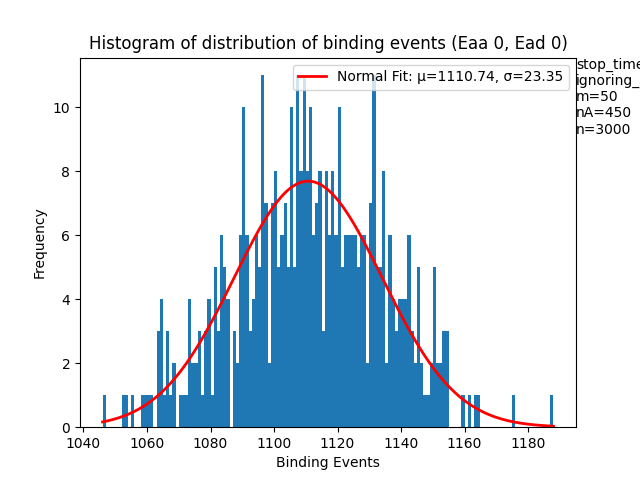 Histogram of distribution of binding events (Eaa 0, Ead 0)
Normal Fit: μ=1110.74, σ=23.35
stop_time
ignoring_
m=50
nA=450
n=3000
Frequency
10
8
6
4
2
0
1040 1060 1080 1100 1120 1140 1160 1180
Binding Events